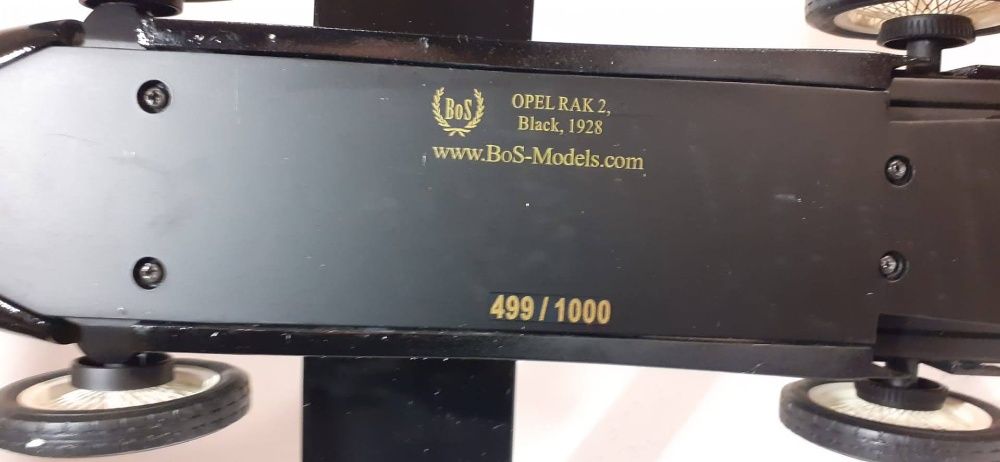 BoS
OPEL RAK 2,
Black, 1928
www.BoS-Models.com
499 / 1000